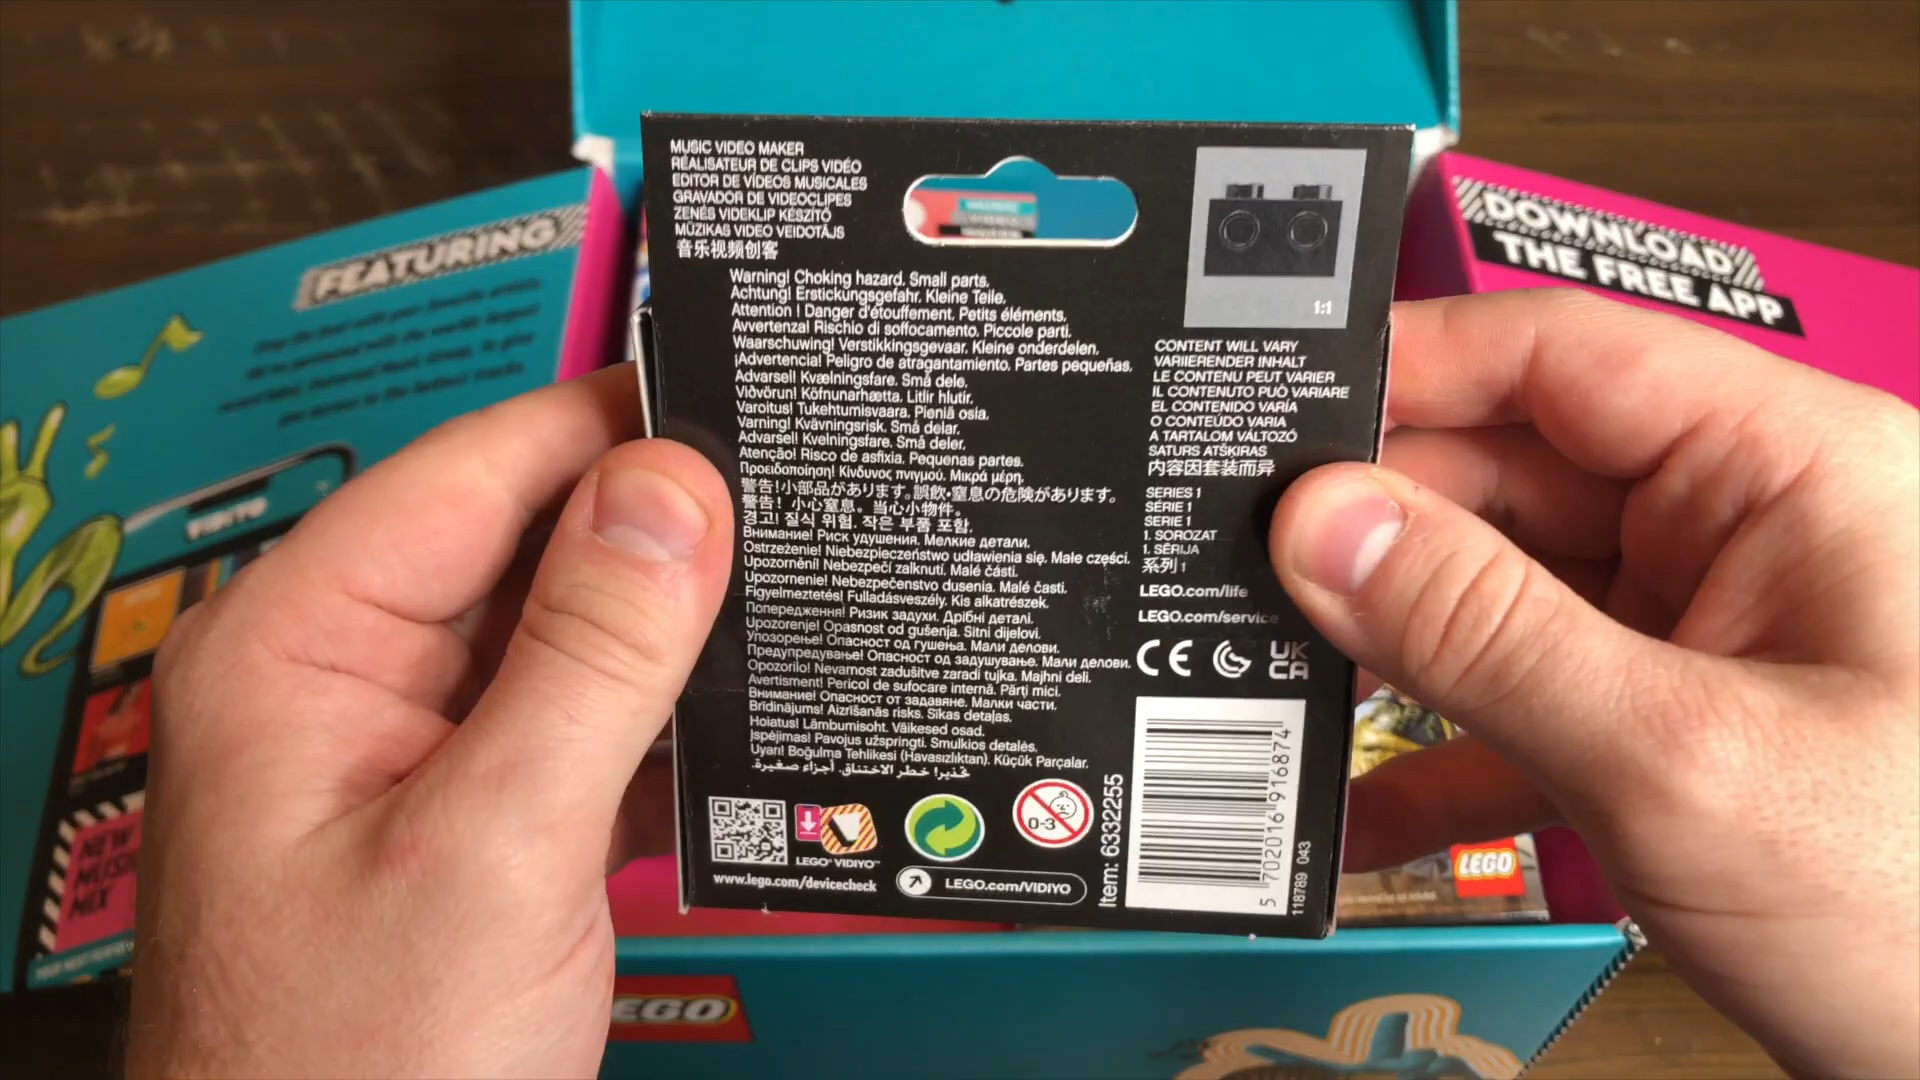 MUSIC VIDEO MAKER
RÉALISATEUR DE CLIPS VIDÉO
EDITOR DE VÍDEOS MUSICALES
GRAVADOR DE VIDEOCLIPES
ZENÉS VIDEKLIP KÉSZÍTŐ
MŪZIKAS VIDEO VEIDOTĀJS
音乐视频创客
Warning! Choking hazard. Small parts.
Achtung! Erstickungsgefahr. Kleine Teile.
Attention ! Danger d'étouffement. Petits éléments.
Avvertenza! Rischio di soffocamento. Piccole parti.
Waarschuwing! Verstikkingsgevaar. Kleine onderdelen.
¡Advertencia! Peligro de atragantamiento. Partes pequeñas.
Advarsel! Kvælningsfare. Små dele.
Viðvörun! Köfnunarhætta. Litlir hlutir.
Varoitus! Tukehtumisvaara. Pieniä osia.
Varning! Kvävningsrisk. Små delar.
Advarsel! Kvelningsfare. Små deler.
Atenção! Risco de asfixia. Pequenas partes.
Προειδοποίηση! Κίνδυνος πνιγμού. Μικρά μέρη.
警告!小部品があります。誤飲・窒息の危険があります。
警告! 小心窒息。当心小物件。
경고! 질식 위험. 작은 부품 포함.
Внимание! Риск удушения. Мелкие детали.
Ostrzeżenie! Niebezpieczeństwo udławienia się. Małe części.
Upozornění! Nebezpečí zalknutí. Malé části.
Upozornenie! Nebezpečenstvo dusenia. Malé časti.
Figyelmeztetés! Fulladásveszély. Kis alkatrészek.
Попередження! Ризик задухи. Дрібні деталі.
Upozorenje! Opasnost od gušenja. Sitni dijelovi.
Упозорење! Опасност од гушења. Мали делови.
Предупредување! Опасност од задушување. Мали делови.
Opozorilo! Nevarnost zadušitve zaradi tujka. Majhni deli.
Avertisment! Pericol de sufocare internă. Părţi mici.
Внимание! Опасност от задавяне. Малки части.
Brīdinājums! Aizrīšanās risks. Sīkas detaļas.
Hoiatus! Lämbumisoht. Väikesed osad.
Įspėjimas! Pavojus užspringti. Smulkios detalės.
Uyarı! Boğulma Tehlikesi (Havasızlıktan). Küçük Parçalar.
تحذير! خطر الاختناق. أجزاء صغيرة.
LEGO® VIDIYO™
www.lego.com/devicecheck
0-3
LEGO.com/VIDIYO
1:1
CONTENT WILL VARY
VARIIERENDER INHALT
LE CONTENU PEUT VARIER
IL CONTENUTO PUÒ VARIARE
EL CONTENIDO VARÍA
O CONTEÚDO VARIA
A TARTALOM VÁLTOZÓ
SATURS ATŠĶIRAS
内容因套装而异
SERIES 1
SÉRIE 1
SERIE 1
1. SOROZAT
1. SĒRIJA
系列 1
LEGO.com/life
LEGO.com/service
CE
UK
CA
Item: 6332255
5 702016 916874
118789 043
FEATURING
DOWNLOAD
THE FREE APP
VIDIYO
NEW
MUSIC
MIX
LEGO
LEGO